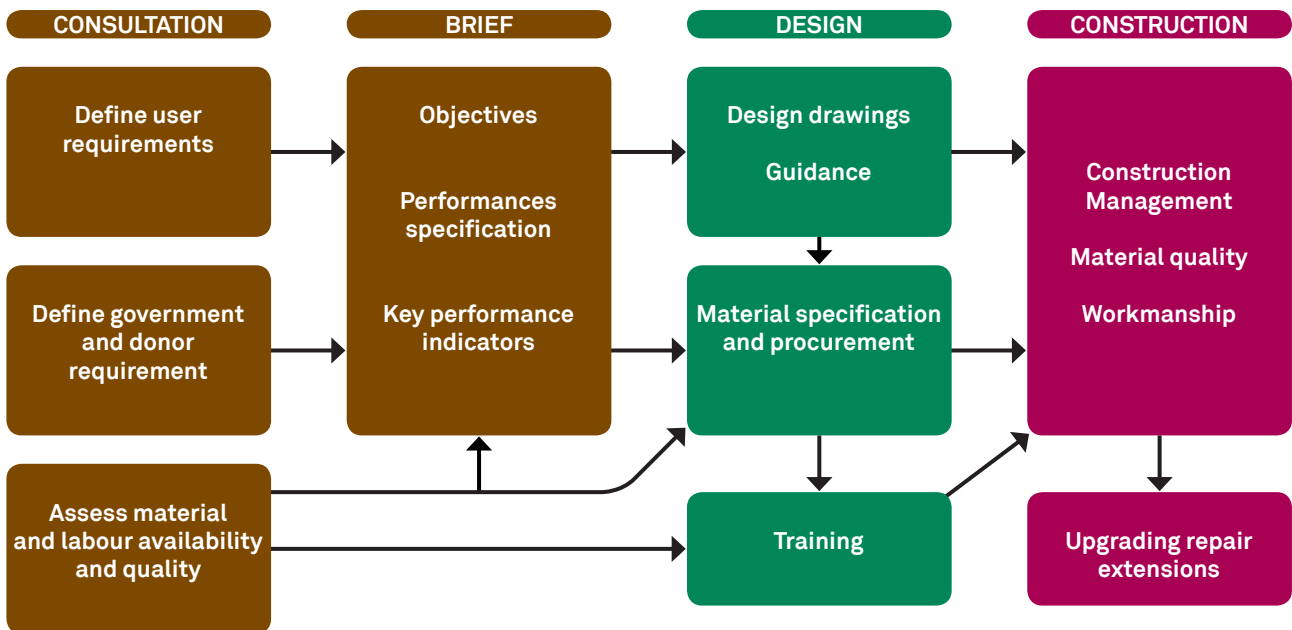 CONSULTATION
BRIEF
DESIGN
CONSTRUCTION
Define user
requirements
Define government
and donor
requirement
Assess material
and labour availability
and quality
Objectives
Performances
specification
Key performance
indicators
Design drawings
Guidance
Material specification
and procurement
Training
Construction
Management
Material quality
Workmanship
Upgrading repair
extensions